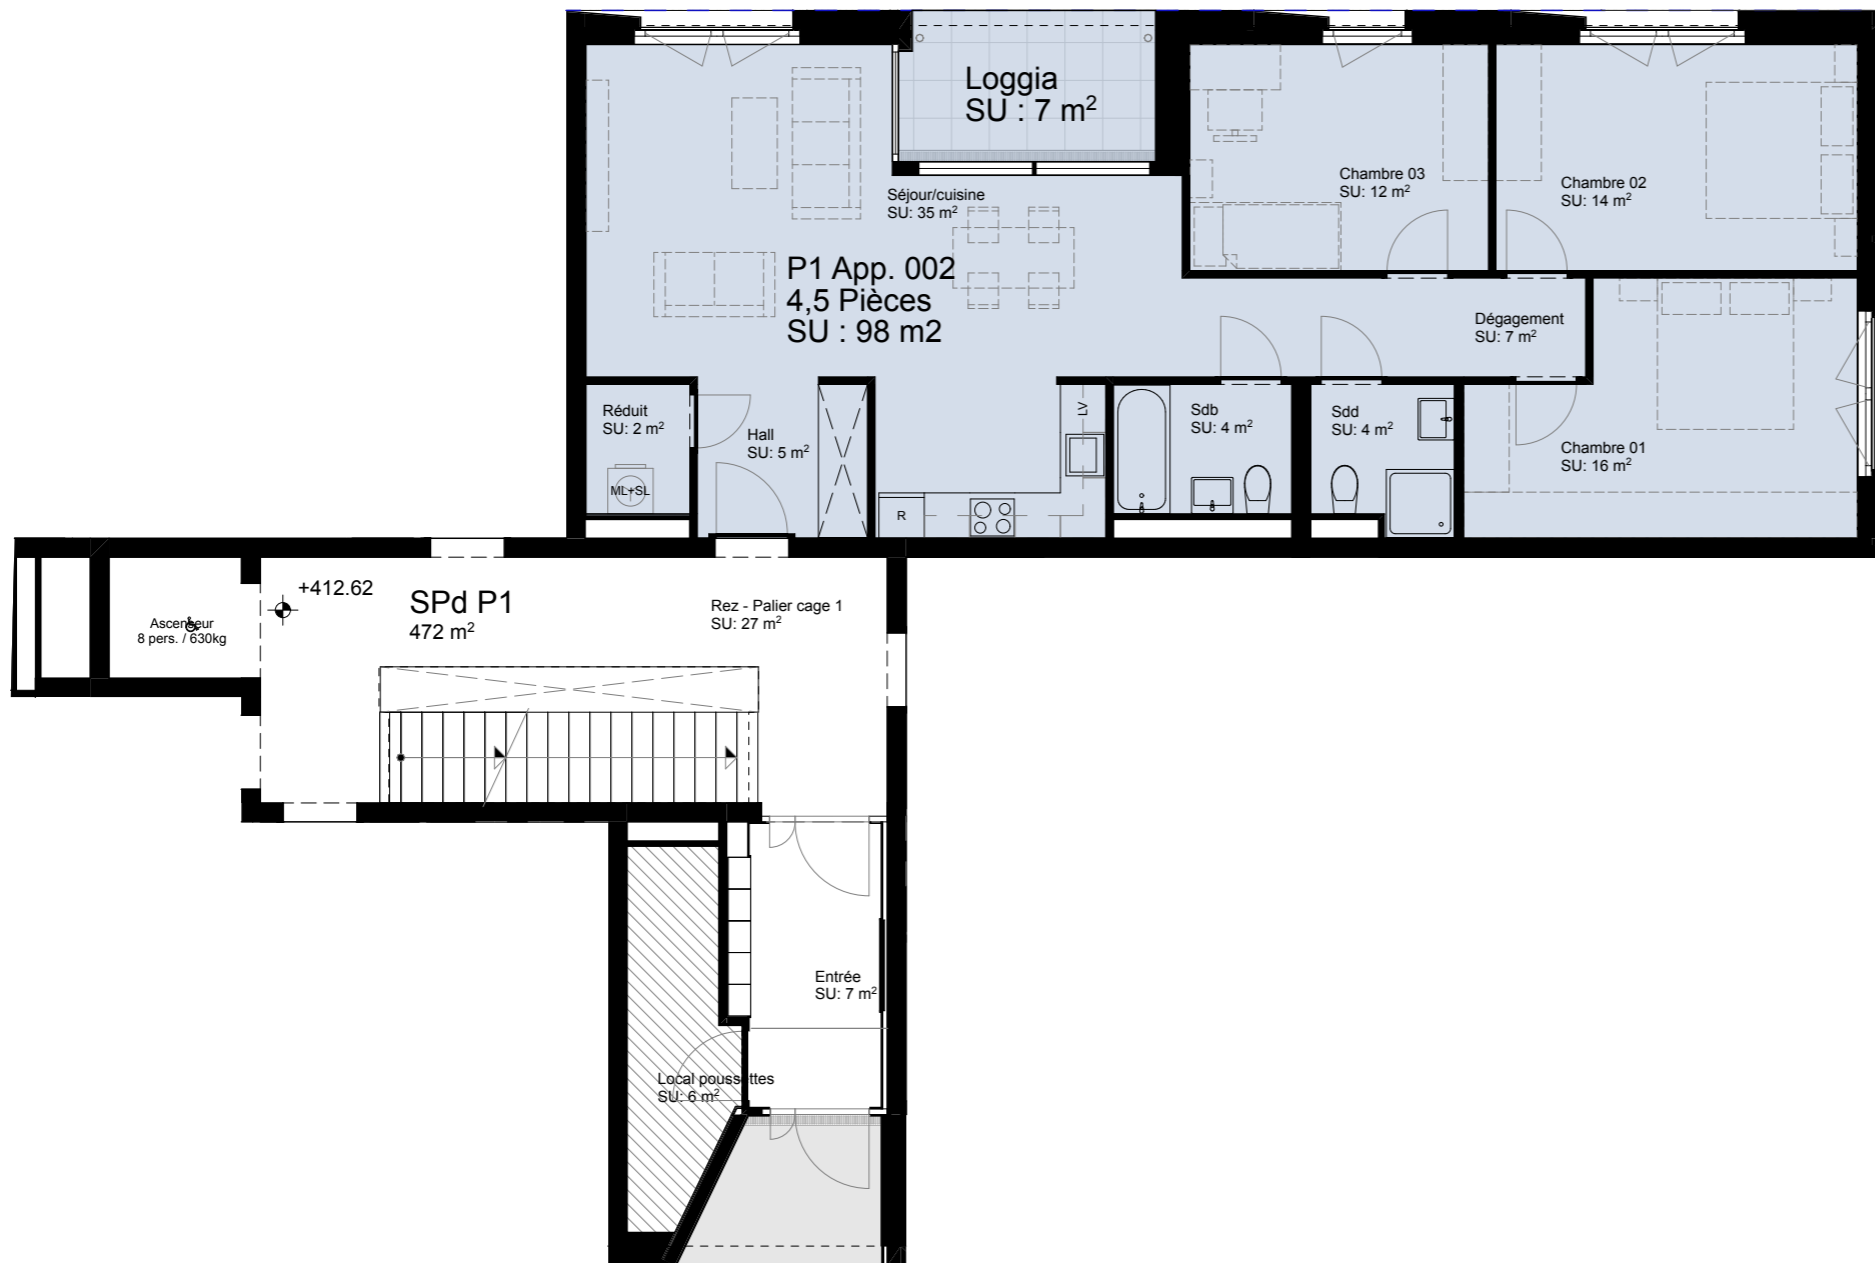 Loggia
SU : 7 m²
Chambre 03
SU: 12 m²
Chambre 02
SU: 14 m²
Séjour/cuisine
SU: 35 m²
P1 App. 002
4,5 Pièces
SU : 98 m2
Dégagement
SU: 7 m²
Réduit
SU: 2 m²
ML+SL
Hall
SU: 5 m²
LV
R
Sdb
SU: 4 m²
Sdd
SU: 4 m²
Chambre 01
SU: 16 m²
+412.62
SPd P1
472 m²
Rez - Palier cage 1
SU: 27 m²
Ascenseur
8 pers. / 630kg
Entrée
SU: 7 m²
Local poussettes
SU: 6 m²